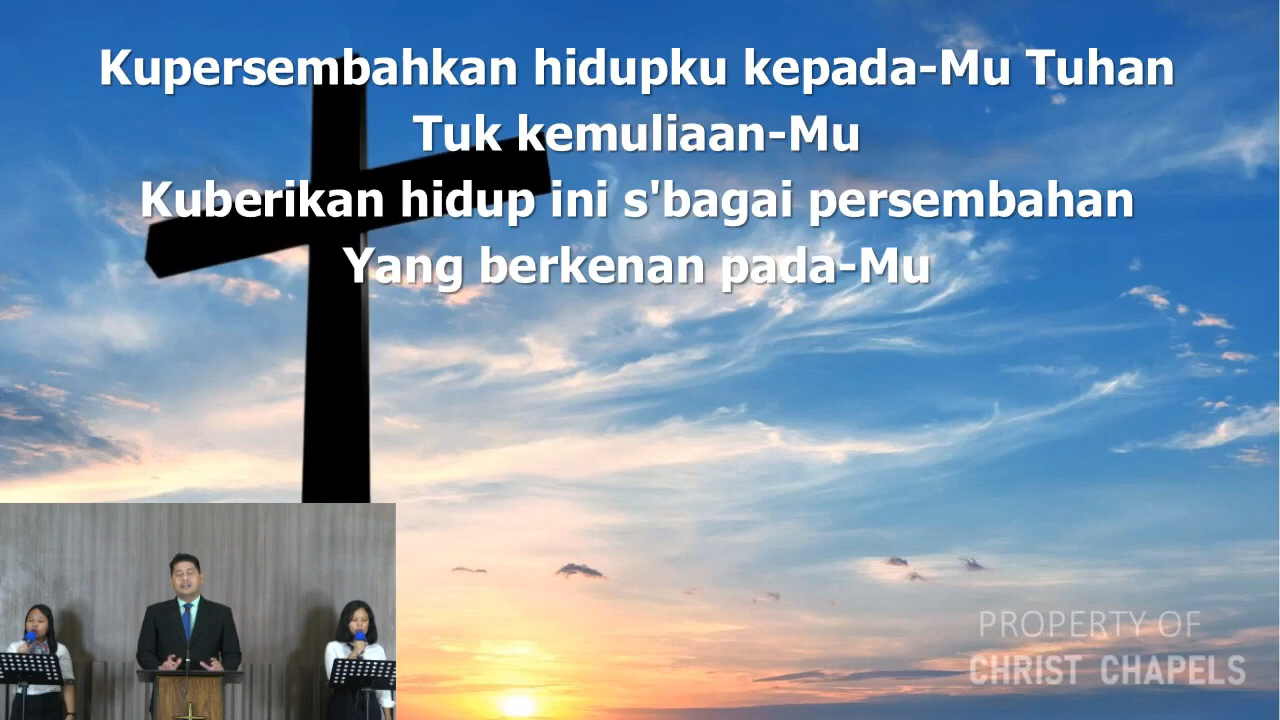 Kupersembahkan hidupku kepada-Mu Tuhan
Tuk kemuliaan-Mu
Kuberikan hidup ini s'bagai persembahan
Yang berkenan pada-Mu
PROPERTY OF
CHRIST CHAPELS